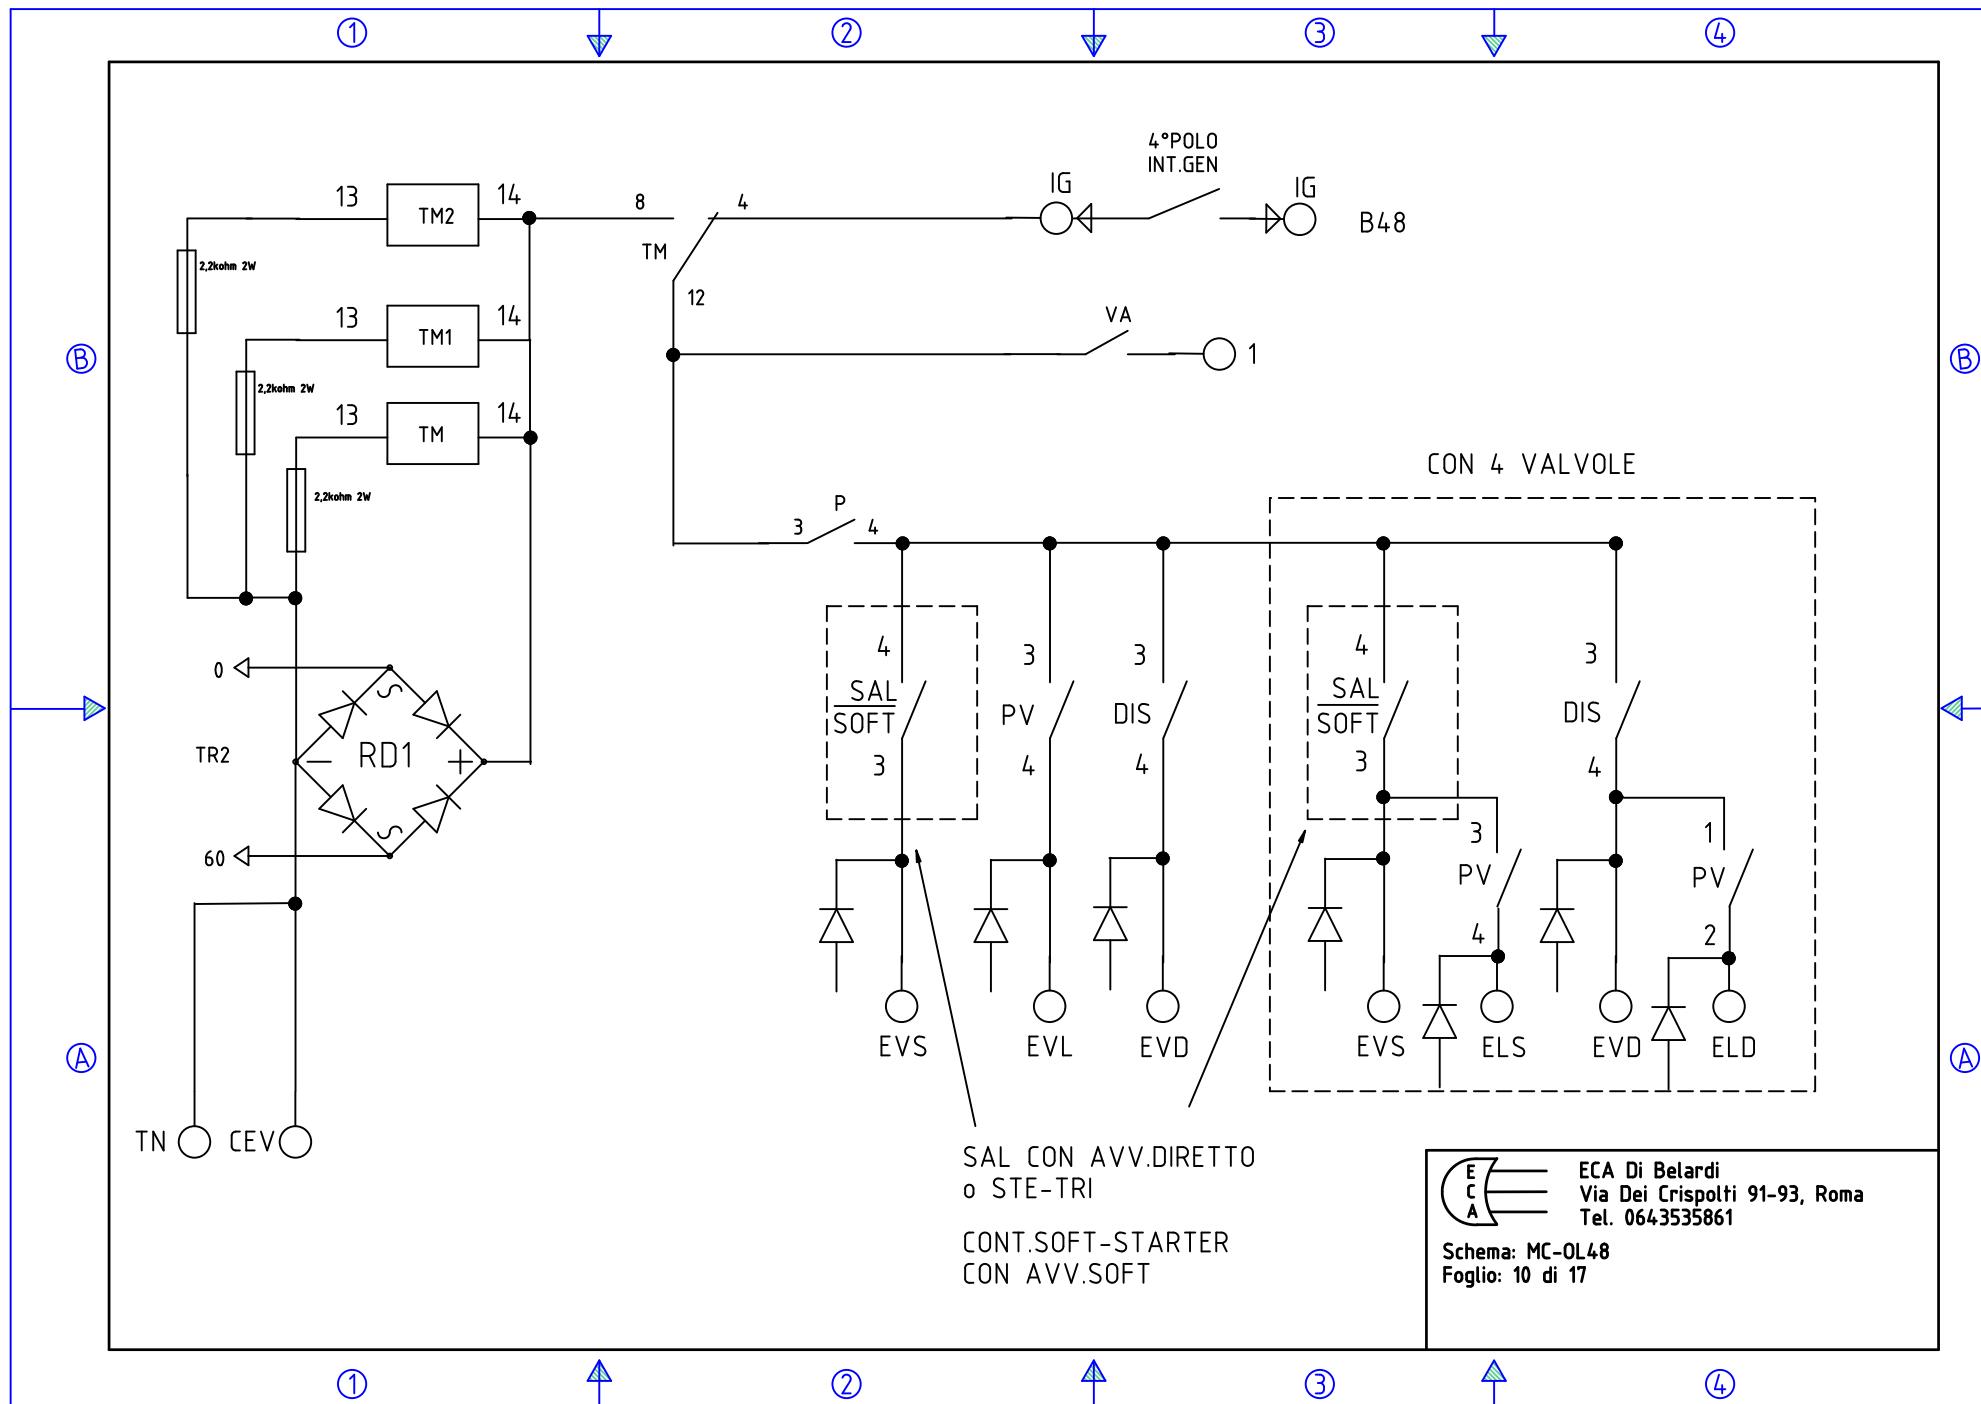 1
2
3
4
4°POLO
INT.GEN
13
TM2
14
8
4
IG
IG
B48
TM
2,2kohm 2W
12
13
TM1
14
VA
1
B
B
2,2kohm 2W
13
TM
14
CON 4 VALVOLE
2,2kohm 2W
P
3
4
4
3
3
4
3
0
S
SAL
SOFT
PV
DIS
SAL
SOFT
DIS
TR2
RD1
3
4
4
3
4
60
S
3
PV
4
1
PV
2
EVS
EVL
EVD
EVS
ELS
EVD
ELD
A
A
TN
CEV
SAL CON AVV.DIRETTO
o STE-TRI
CONT.SOFT-STARTER
CON AVV.SOFT
E
C
A
ECA Di Belardi
Via Dei Crispolti 91-93, Roma
Tel. 0643535861
Schema: MC-OL48
Foglio: 10 di 17
1
2
3
4